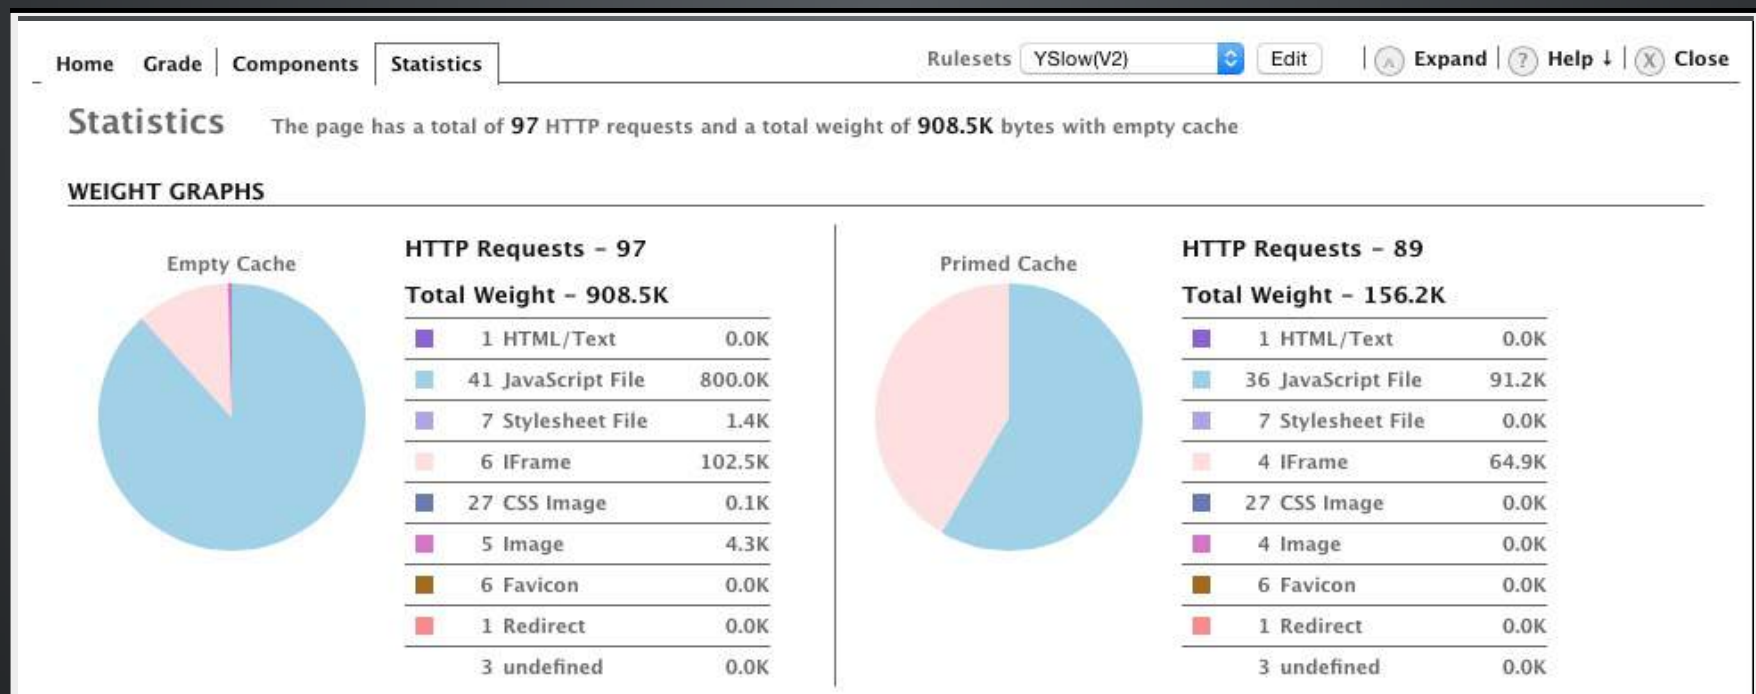 Home Grade Components Statistics Rulesets YSlow(V2) Edit Expand ? Help ↓ X Close
Statistics The page has a total of 97 HTTP requests and a total weight of 908.5K bytes with empty cache
WEIGHT GRAPHS
Empty Cache
HTTP Requests – 97
Total Weight – 908.5K
1 HTML/Text 0.0K
41 JavaScript File 800.0K
7 Stylesheet File 1.4K
6 IFrame 102.5K
27 CSS Image 0.1K
5 Image 4.3K
6 Favicon 0.0K
1 Redirect 0.0K
3 undefined 0.0K
Primed Cache
HTTP Requests – 89
Total Weight – 156.2K
1 HTML/Text 0.0K
36 JavaScript File 91.2K
7 Stylesheet File 0.0K
4 IFrame 64.9K
27 CSS Image 0.0K
4 Image 0.0K
6 Favicon 0.0K
1 Redirect 0.0K
3 undefined 0.0K